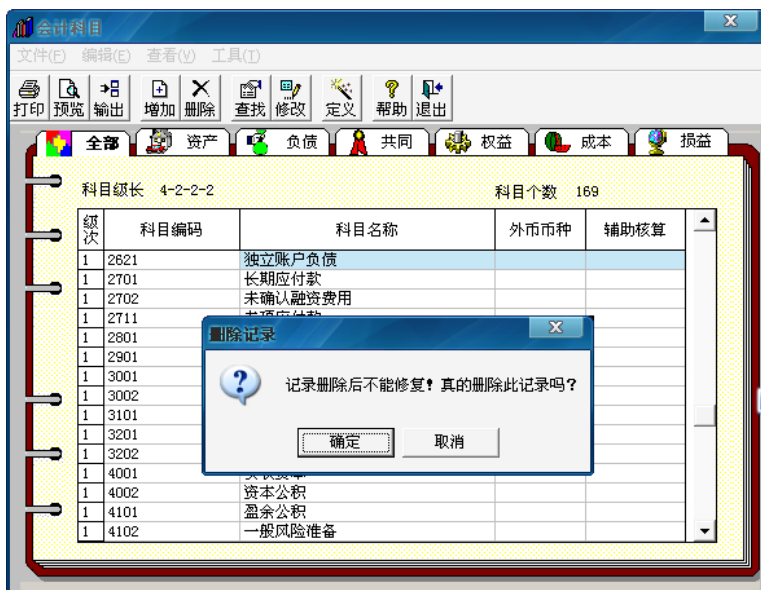 会计科目
文件(F) 编辑(E) 查看(V) 工具(T)
打印 预览 输出 增加 删除 查找 修改 定义 帮助 退出
全部 资产 负债 共同 权益 成本 损益
科目级长 4-2-2-2 科目个数 169
级次 科目编码 科目名称 外币币种 辅助核算
1 2621 独立账户负债
1 2701 长期应付款
1 2702 未确认融资费用
1 2711
1 2801
1 2901
1 3001
1 3002
1 3101
1 3201
1 3202
1 4001
1 4002 资本公积
1 4101 盈余公积
1 4102 一般风险准备
删除记录
记录删除后不能修复! 真的删除此记录吗?
确定 取消